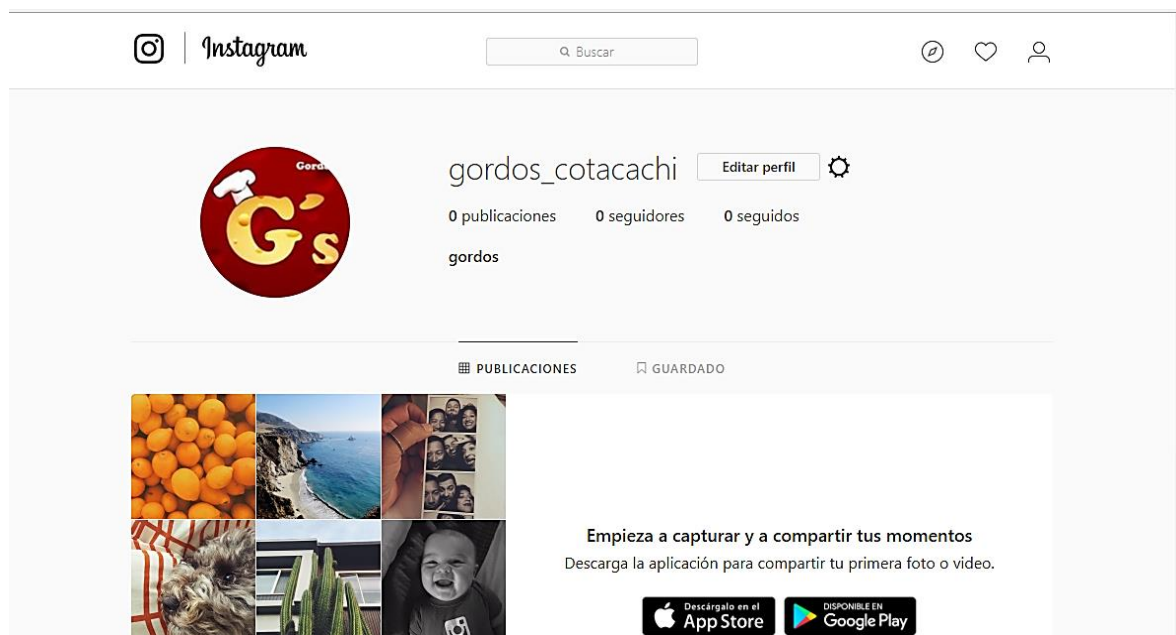 Instagram
Buscar
gordos_cotacachi Editar perfil
0 publicaciones 0 seguidores 0 seguidos
gordos
G's
PUBLICACIONES GUARDADO
Empieza a capturar y a compartir tus momentos
Descarga la aplicación para compartir tu primera foto o video.
Descárgalo en el
App Store
DISPONIBLE EN
Google Play